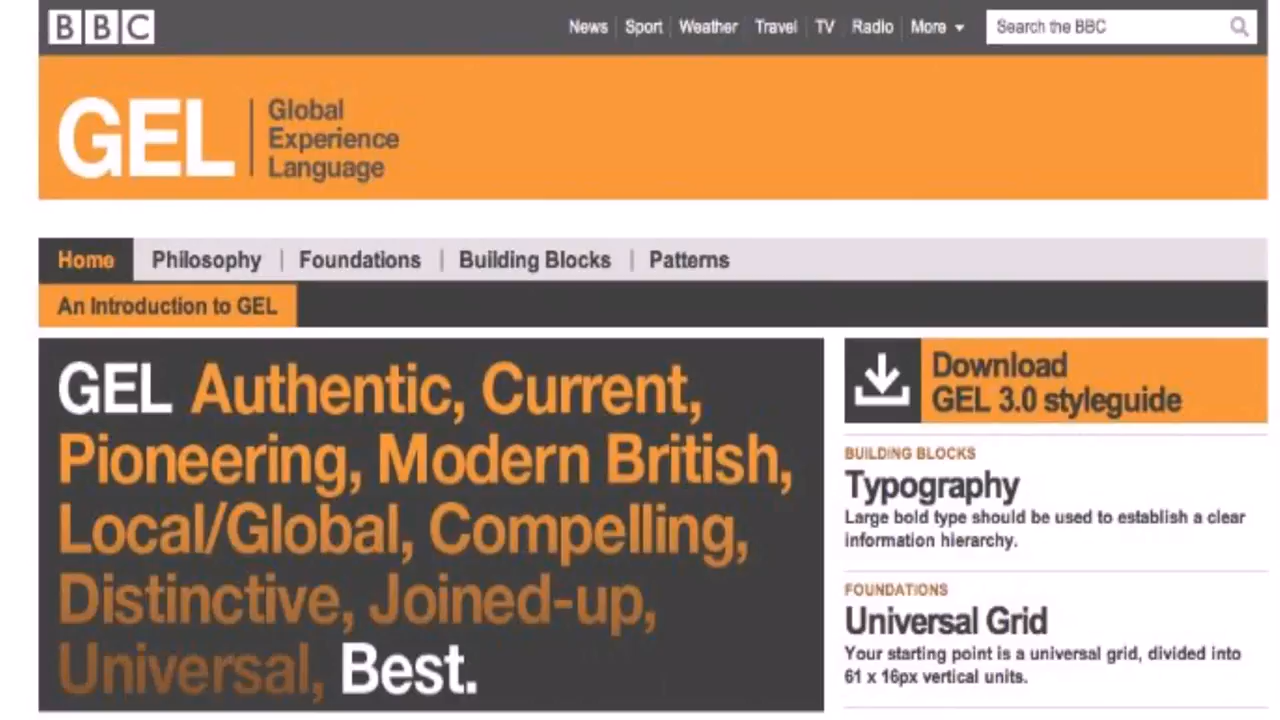 BBC
News Sport Weather Travel TV Radio More
Search the BBC
GEL
Global
Experience
Language
Home Philosophy Foundations Building Blocks Patterns
An Introduction to GEL
GEL Authentic, Current,
Pioneering, Modern British,
Local/Global, Compelling,
Distinctive, Joined-up,
Universal, Best.
Download
GEL 3.0 styleguide
BUILDING BLOCKS
Typography
Large bold type should be used to establish a clear
information hierarchy.
FOUNDATIONS
Universal Grid
Your starting point is a universal grid, divided into
61 x 16px vertical units.